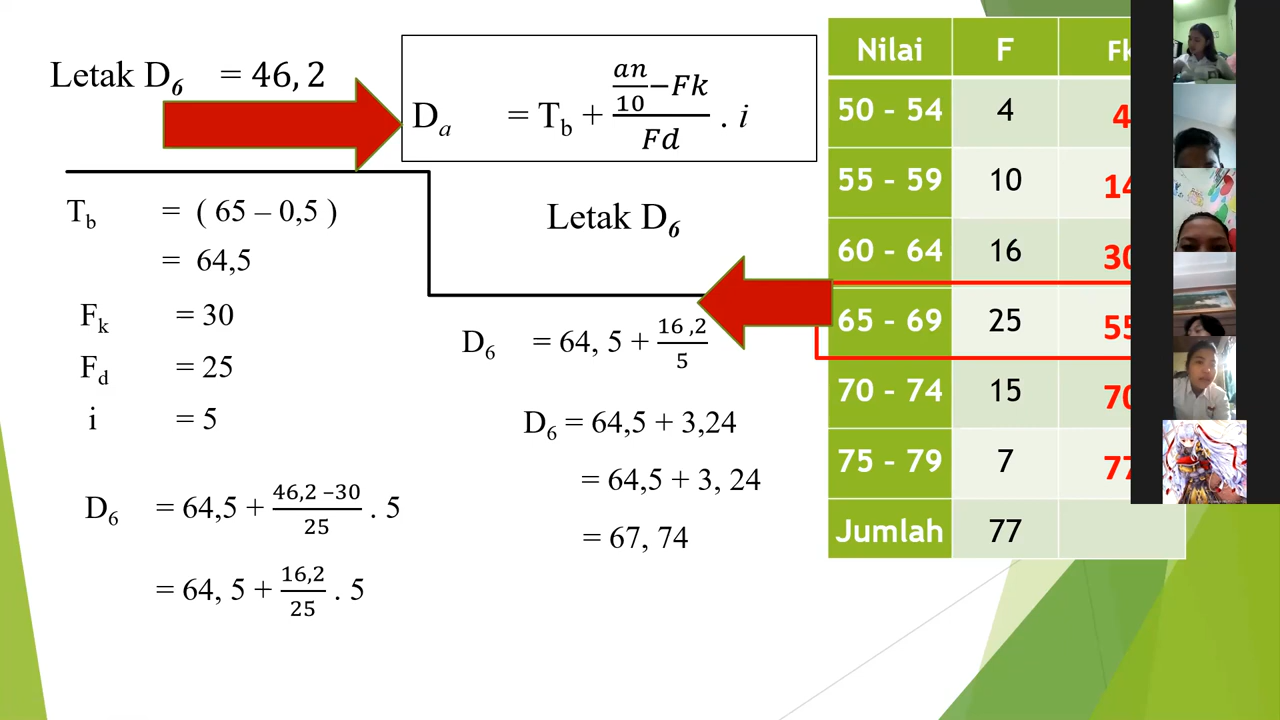 Letak D6 = 46, 2
Da = Tb + (an/10 − Fk)/Fd . i
Tb = ( 65 – 0,5 )
= 64,5
Fk = 30
Fd = 25
i = 5
D6 = 64,5 + (46,2 –30)/25 . 5
= 64, 5 + 16,2/25 . 5
Letak D6
D6 = 64, 5 + 16 ,2/5
D6 = 64,5 + 3,24
= 64,5 + 3, 24
= 67, 74
Nilai F
50 - 54 4 4
55 - 59 10 14
60 - 64 16 30
65 - 69 25 55
70 - 74 15 70
75 - 79 7 77
Jumlah 77